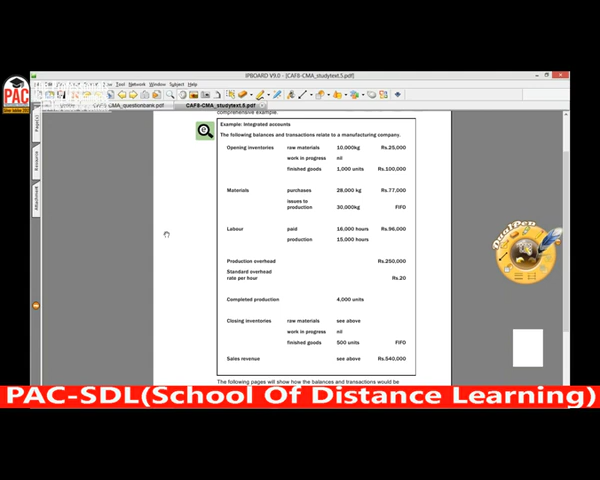 PAC
IPBOARD V9.0 - [CAF8-CMA_studytext.5.pdf*]
Tool Network Window Subject Help
CAF8-CMA_questionbank.pdf
CAF8-CMA_studytext.5.pdf*
comprehensive example.
Example: Integrated accounts
The following balances and transactions relate to a manufacturing company.
Opening inventories raw materials 10,000kg Rs.25,000
work in progress nil
finished goods 1,000 units Rs.100,000
Materials purchases 28,000 kg Rs.77,000
issues to
production 30,000kg FIFO
Labour paid 16,000 hours Rs.96,000
production 15,000 hours
Production overhead Rs.250,000
Standard overhead
rate per hour Rs.20
Completed production 4,000 units
Closing inventories raw materials see above
work in progress nil
finished goods 500 units FIFO
Sales revenue see above Rs.540,000
The following pages will show how the balances and transactions would be
DualPen
PAC-SDL(School Of Distance Learning)